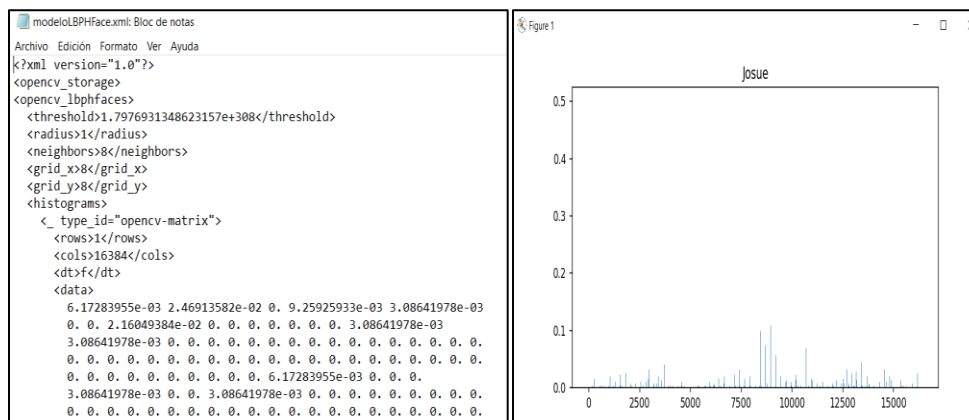 modeloLBPHFace.xml: Bloc de notas
Archivo Edición Formato Ver Ayuda
<?xml version="1.0"?>
<opencv_storage>
<opencv_lbphfaces>
<threshold>1.7976931348623157e+308</threshold>
<radius>1</radius>
<neighbors>8</neighbors>
<grid_x>8</grid_x>
<grid_y>8</grid_y>
<histograms>
<_ type_id="opencv-matrix">
<rows>1</rows>
<cols>16384</cols>
<dt>f</dt>
<data>
6.17283955e-03 2.46913582e-02 0. 9.25925933e-03 3.08641978e-03
0. 0. 2.16049384e-02 0. 0. 0. 0. 0. 0. 0. 3.08641978e-03
3.08641978e-03 0. 0. 0. 0. 0. 0. 0. 0. 0. 0. 0. 0. 0. 0.
0. 0. 0. 0. 0. 0. 0. 0. 0. 0. 0. 0. 0. 0. 0. 0. 0. 0. 0.
0. 0. 0. 0. 0. 0. 0. 0. 0. 6.17283955e-03 0. 0. 0.
3.08641978e-03 0. 0. 3.08641978e-03 0. 0. 0. 0. 0. 0. 0.
0. 0. 0. 0. 0. 0. 0. 0. 0. 0. 0. 0. 0. 0. 0. 0. 0. 0. 0.
Figure 1
Josue
0.5
0.4
0.3
0.2
0.1
0.0
0 2500 5000 7500 10000 12500 15000